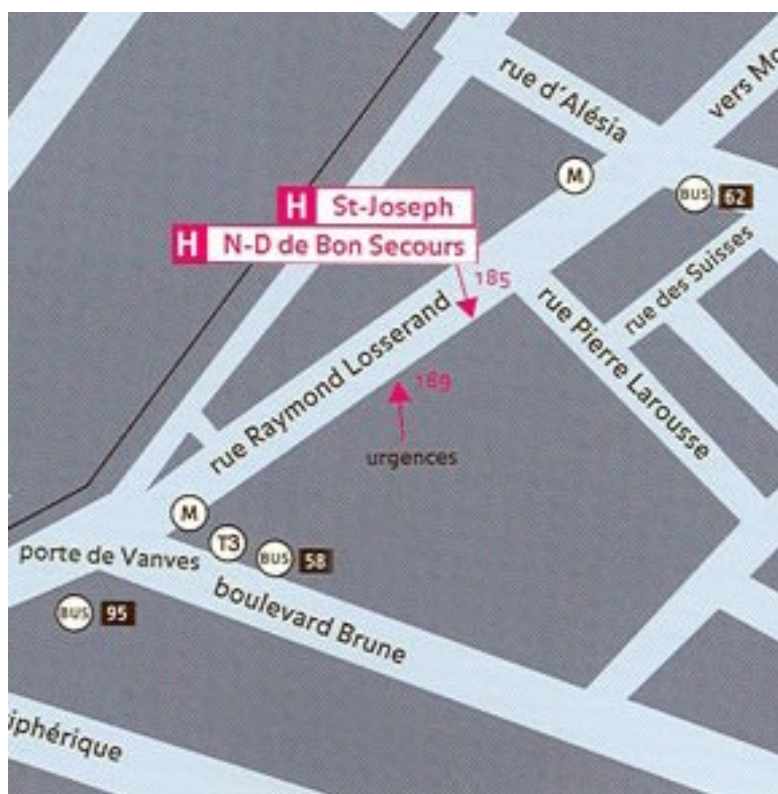 rue d'Alésia
vers Mo
M
BUS 62
H St-Joseph
H N-D de Bon Secours
185
rue des Suisses
rue Pierre Larousse
rue Raymond Losserand
189
urgences
M
T3
BUS 58
porte de Vanves
boulevard Brune
BUS 95
iphérique